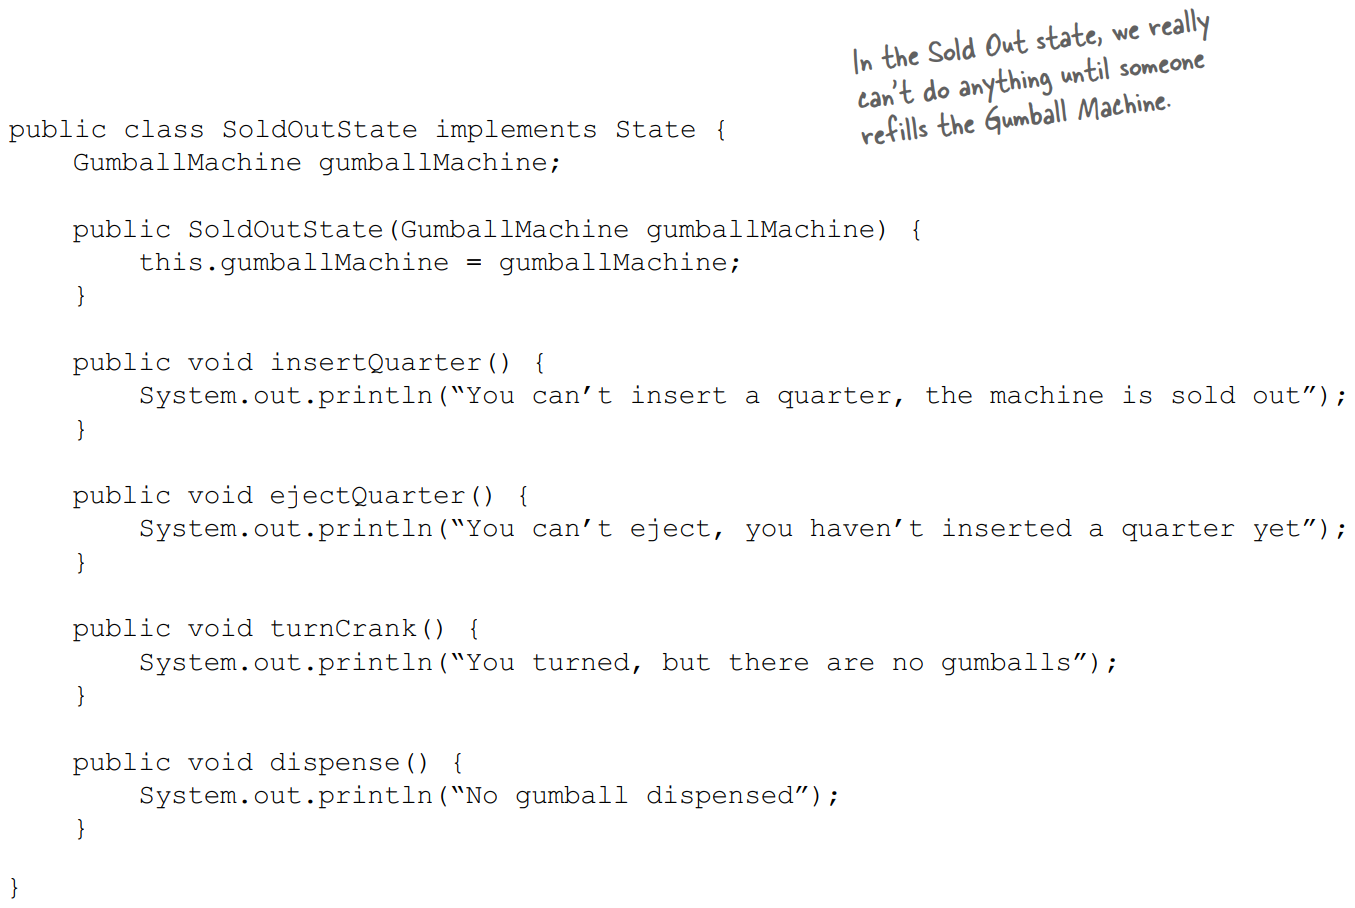 In the Sold Out state, we really
can't do anything until someone
refills the Gumball Machine.
public class SoldOutState implements State {
    GumballMachine gumballMachine;

    public SoldOutState(GumballMachine gumballMachine) {
        this.gumballMachine = gumballMachine;
    }

    public void insertQuarter() {
        System.out.println(“You can’t insert a quarter, the machine is sold out”);
    }

    public void ejectQuarter() {
        System.out.println(“You can’t eject, you haven’t inserted a quarter yet”);
    }

    public void turnCrank() {
        System.out.println(“You turned, but there are no gumballs”);
    }

    public void dispense() {
        System.out.println(“No gumball dispensed”);
    }

}